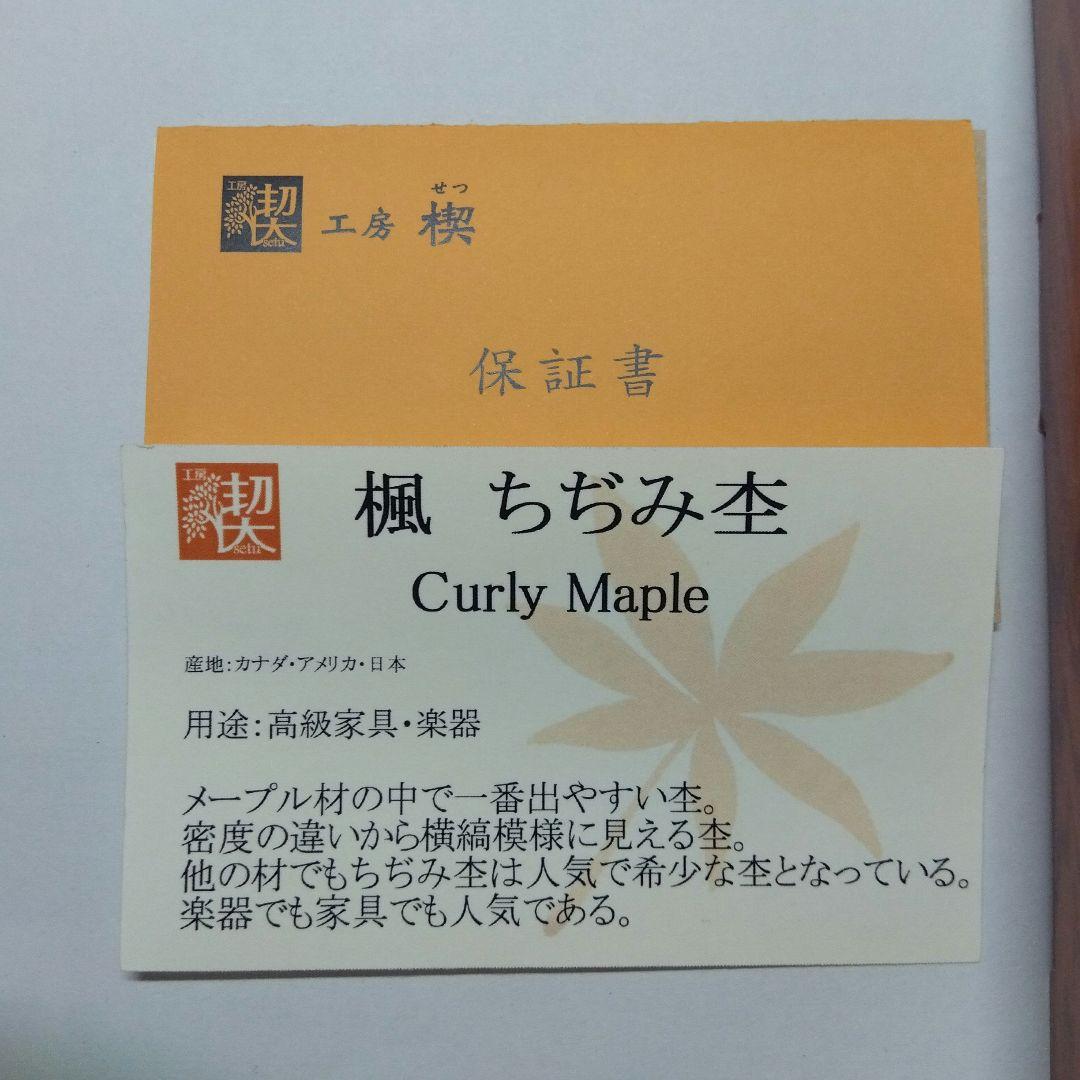 工房
楔
setu
せつ
工房 楔
保証書
工房
楔
setu
楓 ちぢみ杢
Curly Maple
産地:カナダ・アメリカ・日本
用途:高級家具・楽器
メープル材の中で一番出やすい杢。
密度の違いから横縞模様に見える杢。
他の材でもちぢみ杢は人気で希少な杢となっている。
楽器でも家具でも人気である。